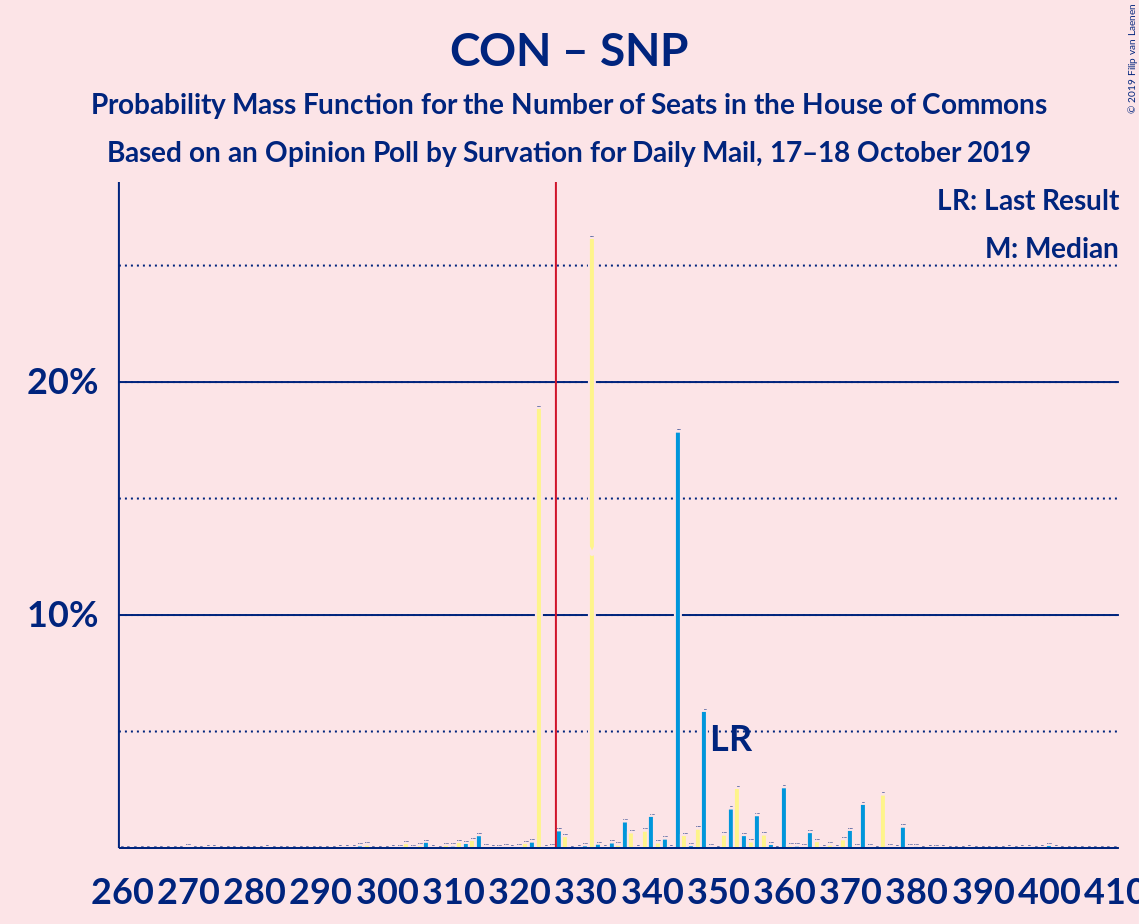 CON – SNP
Probability Mass Function for the Number of Seats in the House of Commons
Based on an Opinion Poll by Survation for Daily Mail, 17–18 October 2019
© 2019 Filip van Laenen
LR: Last Result
M: Median
20%
10%
LR
260 270 280 290 300 310 320 330 340 350 360 370 380 390 400 410